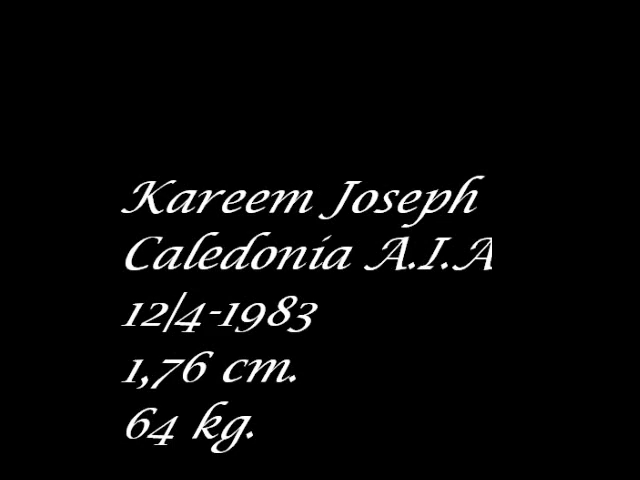 Kareem Joseph
Caledonia A.I.A
12/4-1983
1,76 cm.
64 kg.